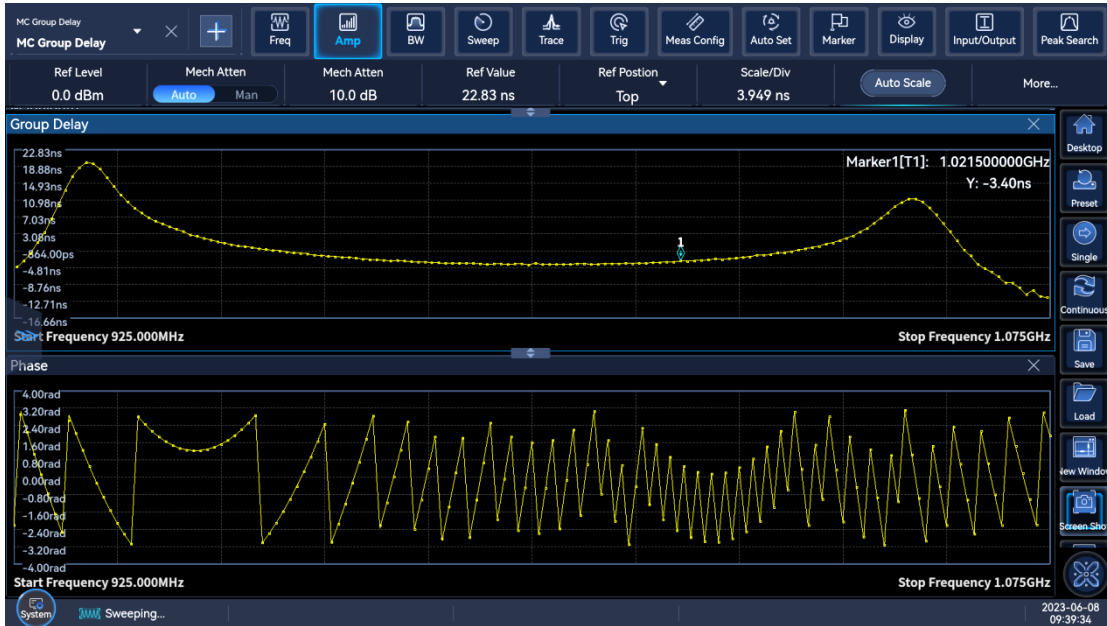 MC Group Delay
MC Group Delay
Freq
Amp
BW
Sweep
Trace
Trig
Meas Config
Auto Set
Marker
Display
Input/Output
Peak Search
Ref Level
0.0 dBm
Mech Atten
Auto Man
Mech Atten
10.0 dB
Ref Value
22.83 ns
Ref Postion
Top
Scale/Div
3.949 ns
Auto Scale
More...
Group Delay
22.83ns
18.88ns
14.93ns
10.98ns
7.03ns
3.08ns
-864.00ps
-4.81ns
-8.76ns
-12.71ns
-16.66ns
Marker1[T1]: 1.021500000GHz
Y: -3.40ns
1
Start Frequency 925.000MHz
Stop Frequency 1.075GHz
Phase
4.00rad
3.20rad
2.40rad
1.60rad
0.80rad
0.00rad
-0.80rad
-1.60rad
-2.40rad
-3.20rad
-4.00rad
Start Frequency 925.000MHz
Stop Frequency 1.075GHz
Desktop
Preset
Single
Continuous
Save
Load
New Window
Screen Shot
System
Sweeping...
2023-06-08
09:39:34